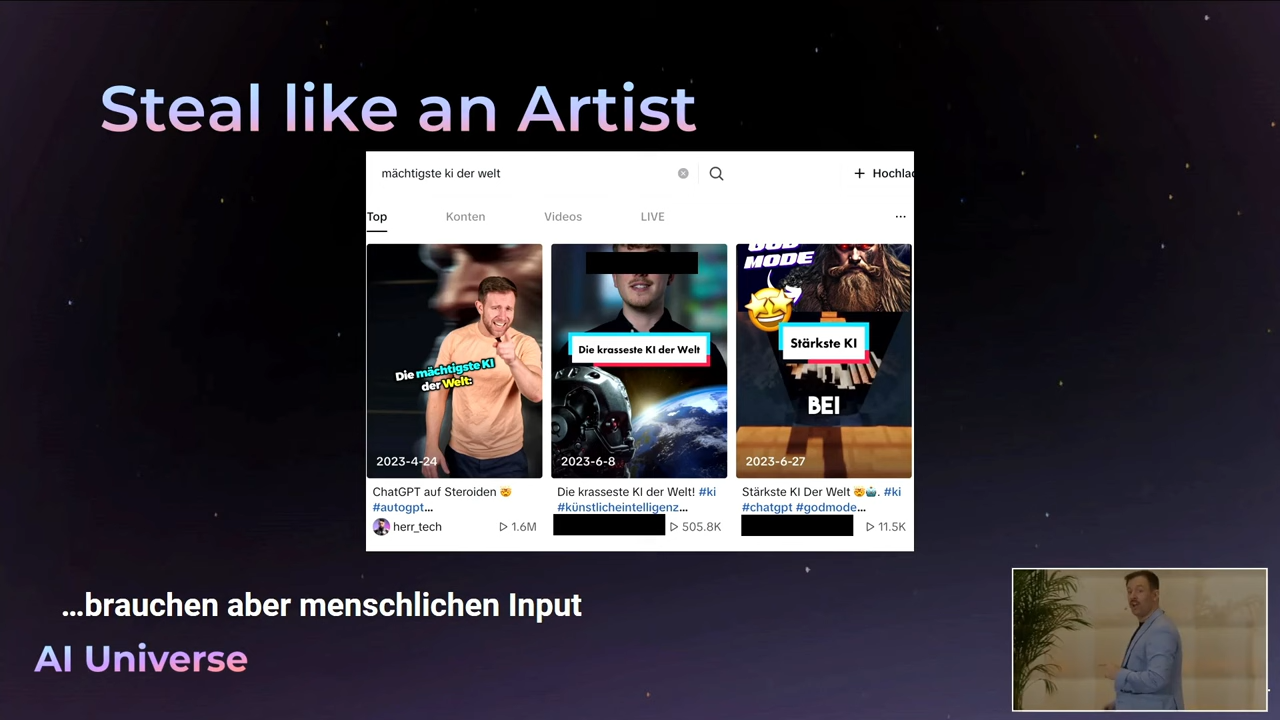 Steal like an Artist
mächtigste ki der welt
+ Hochlad
Top Konten Videos LIVE ...
Die mächtigste KI
der Welt:
2023-4-24
ChatGPT auf Steroiden 🤯
#autogpt...
herr_tech 1.6M
Die krasseste KI der Welt
2023-6-8
Die krasseste KI der Welt! #ki
#künstlicheintelligenz...
505.8K
GOD
MODE
Stärkste KI
BEI
2023-6-27
Stärkste KI Der Welt 🤯🤖. #ki
#chatgpt #godmode...
11.5K
...brauchen aber menschlichen Input
AI Universe